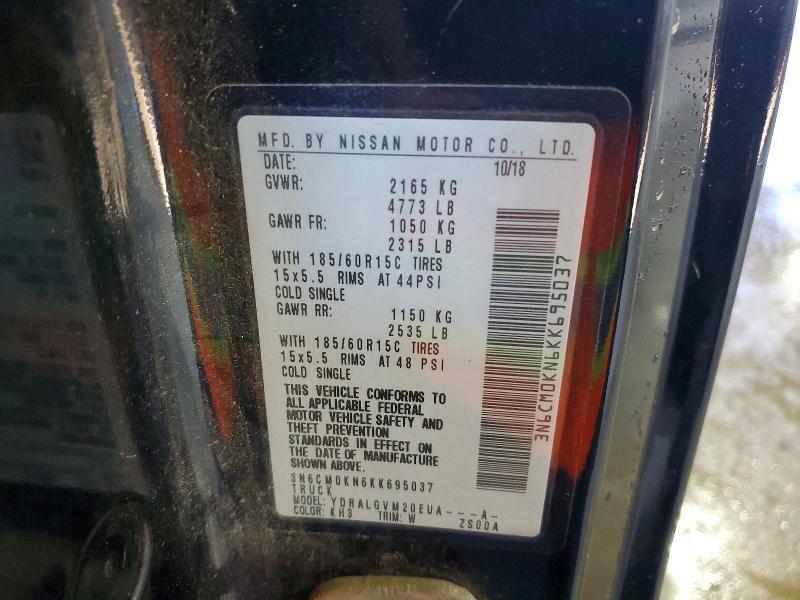 MFD. BY NISSAN MOTOR CO., LTD.
DATE: 10/18
GVWR: 2165 KG
4773 LB
GAWR FR: 1050 KG
2315 LB
WITH 185/60R15C TIRES
15x5.5 RIMS AT 44PSI
COLD SINGLE
GAWR RR: 1150 KG
2535 LB
WITH 185/60R15C TIRES
15x5.5 RIMS AT 48 PSI
COLD SINGLE
THIS VEHICLE CONFORMS TO
ALL APPLICABLE FEDERAL
MOTOR VEHICLE SAFETY AND
THEFT PREVENTION
STANDARDS IN EFFECT ON
THE DATE OF MANUFACTURE
SHOWN ABOVE.
3N6CM0KN6KK695037
TRUCK
MODEL: YDRALGVM20EUA----A-
COLOR: KH3 TRIM: W ZS00A
3N6CM0KN6KK695037